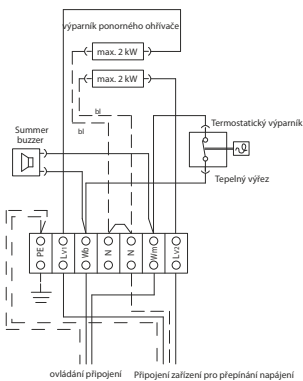 výparník ponorného ohřívače
max. 2 kW
max. 2 kW
bl
bl
Termostatický výparník
Summer
buzzer
Tepelný výřez
PE
Lv1
Wb
N
N
Wm
Lv2
ovládání připojení
Připojení zařízení pro přepínání napájení